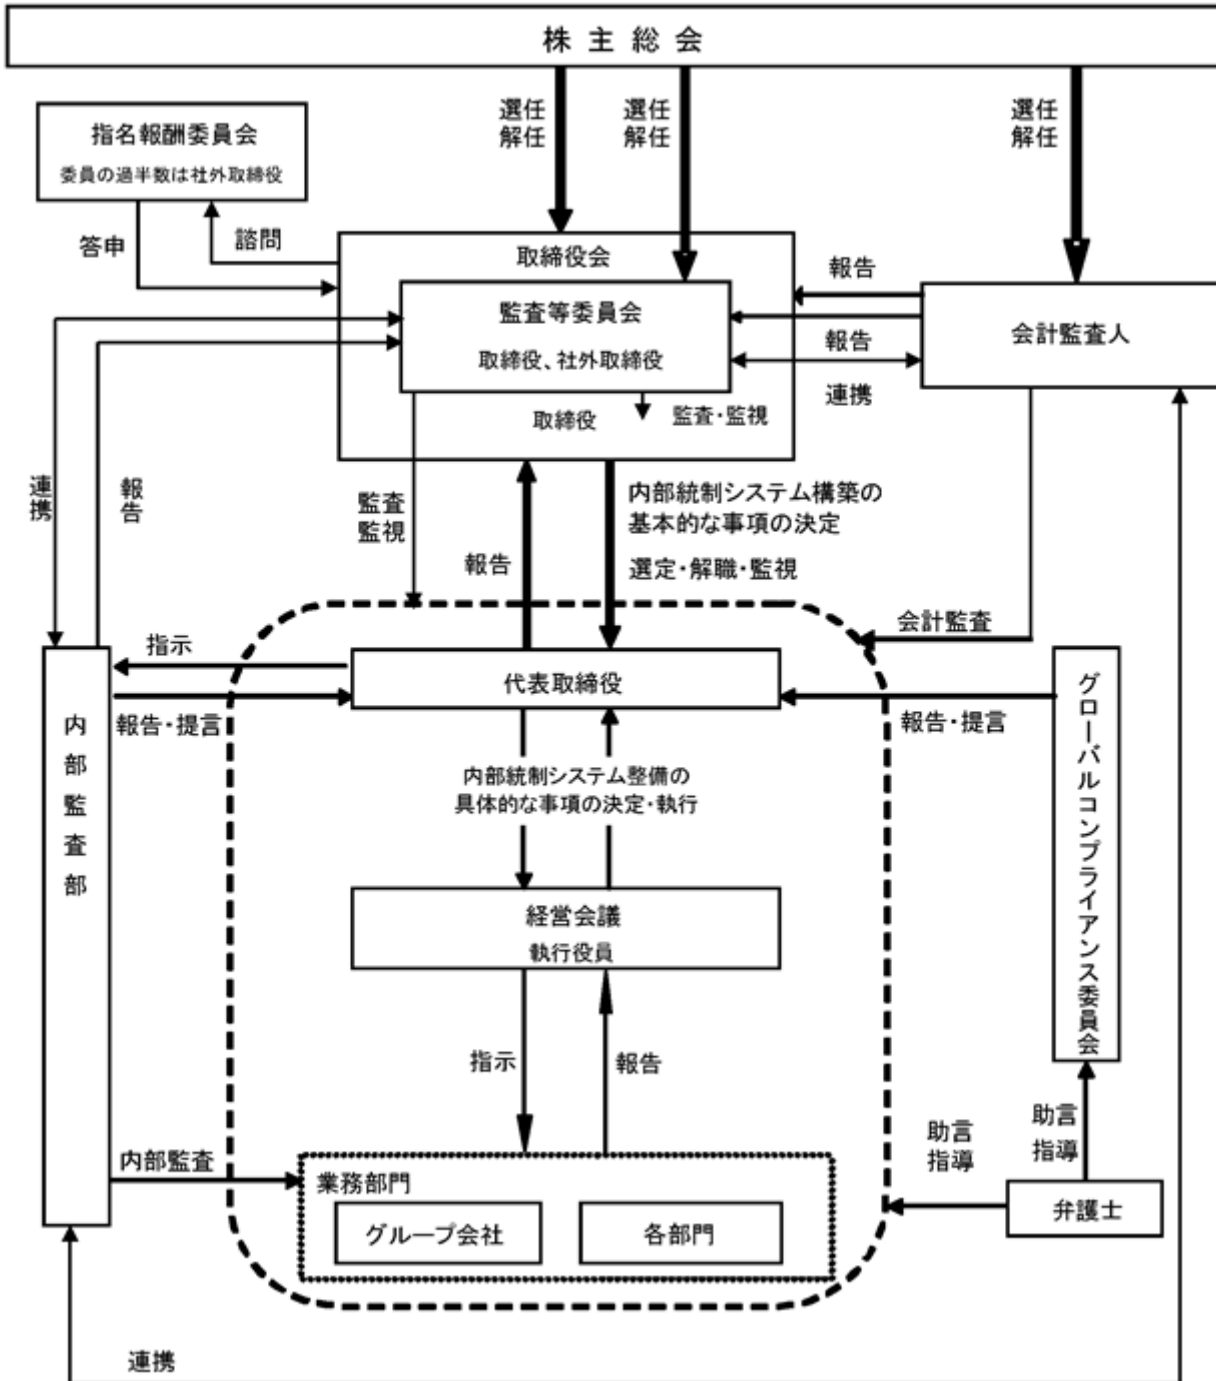 株主総会
選任
解任
選任
解任
選任
解任
指名報酬委員会
委員の過半数は社外取締役
答申
諮問
取締役会
監査等委員会
取締役、社外取締役
取締役
監査・監視
報告
報告
連携
会計監査人
連携
報告
監査
監視
報告
内部統制システム構築の
基本的な事項の決定
選定・解職・監視
会計監査
指示
報告・提言
代表取締役
報告・提言
内部監査部
グローバルコンプライアンス委員会
内部統制システム整備の
具体的な事項の決定・執行
経営会議
執行役員
指示
報告
助言
指導
助言
指導
弁護士
内部監査
業務部門
グループ会社
各部門
連携